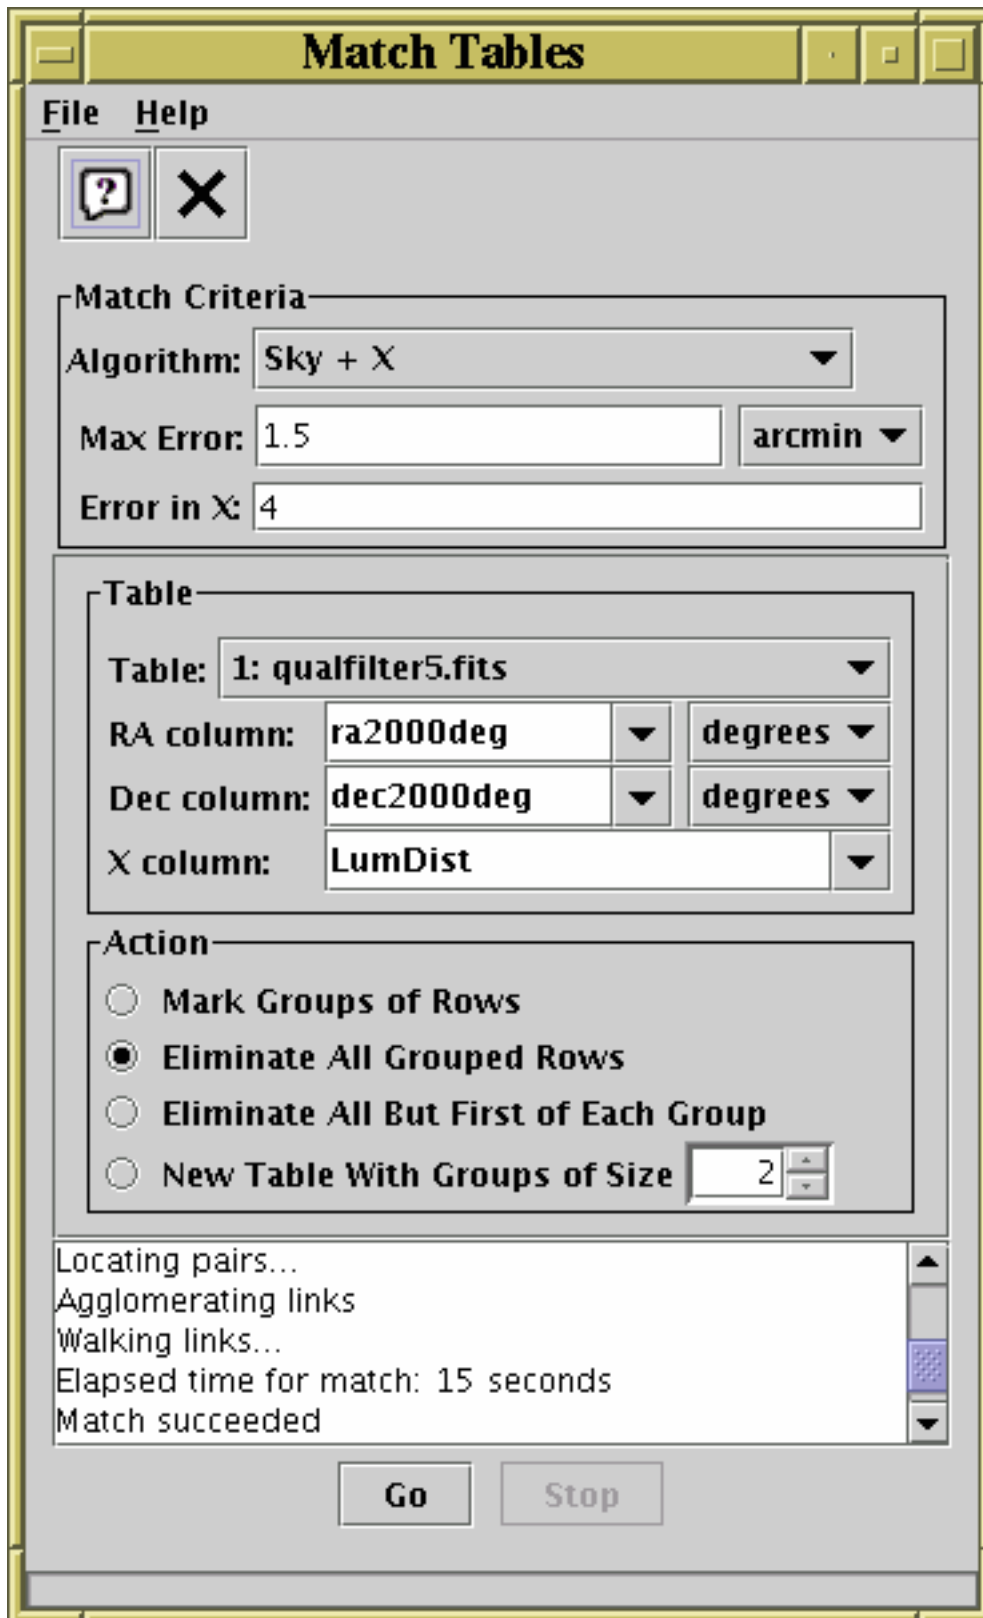 Match Tables
File Help
?
Match Criteria
Algorithm: Sky + X
Max Error: 1.5 arcmin
Error in X: 4
Table
Table: 1: qualfilter5.fits
RA column: ra2000deg degrees
Dec column: dec2000deg degrees
X column: LumDist
Action
Mark Groups of Rows
Eliminate All Grouped Rows
Eliminate All But First of Each Group
New Table With Groups of Size 2
Locating pairs...
Agglomerating links
Walking links...
Elapsed time for match: 15 seconds
Match succeeded
Go Stop